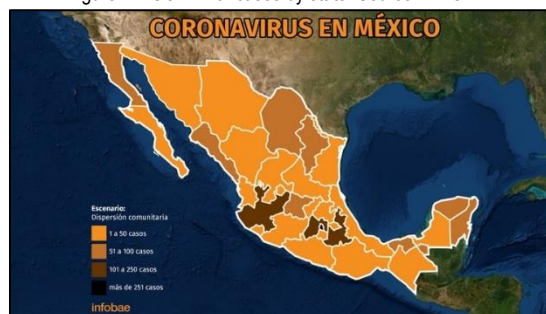 CORONAVIRUS EN MÉXICO
Escenario:
Dispersión comunitaria
1 a 50 casos
51 a 100 casos
101 a 250 casos
más de 251 casos
infobae